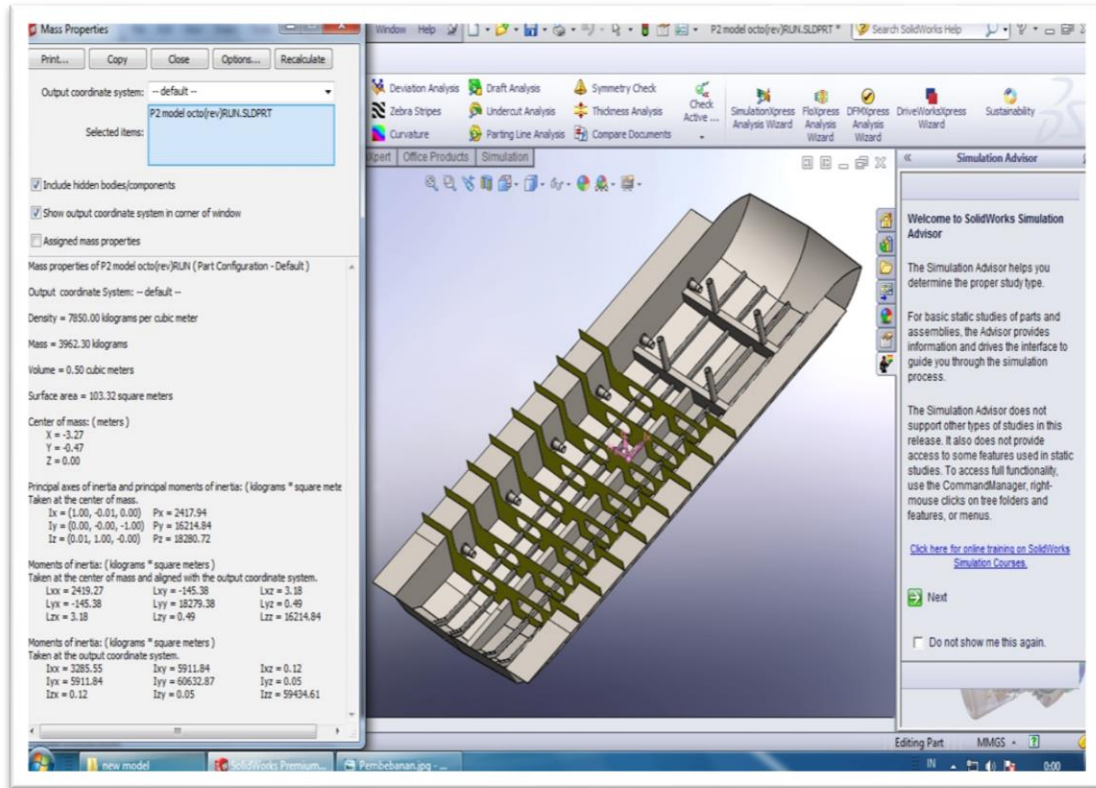 Mass Properties
Print... Copy Close Options... Recalculate
Output coordinate system: -- default --
P2 model octo(rev)RUN.SLDPRT
Selected items:
Include hidden bodies/components
Show output coordinate system in corner of window
Assigned mass properties
Mass properties of P2 model octo(rev)RUN ( Part Configuration - Default )
Output coordinate System: -- default --
Density = 7850.00 kilograms per cubic meter
Mass = 3962.30 kilograms
Volume = 0.50 cubic meters
Surface area = 103.32 square meters
Center of mass: ( meters )
X = -3.27
Y = -0.47
Z = 0.00
Principal axes of inertia and principal moments of inertia: ( kilograms * square mete
Taken at the center of mass.
Ix = (1.00, -0.01, 0.00) Px = 2417.94
Iy = (0.00, -0.00, -1.00) Py = 16214.84
Iz = (0.01, 1.00, -0.00) Pz = 18280.72
Moments of inertia: ( kilograms * square meters )
Taken at the center of mass and aligned with the output coordinate system.
Lxx = 2419.27 Lxy = -145.38 Lxz = 3.18
Lyx = -145.38 Lyy = 18279.38 Lyz = 0.49
Lzx = 3.18 Lzy = 0.49 Lzz = 16214.84
Moments of inertia: ( kilograms * square meters )
Taken at the output coordinate system.
Ixx = 3285.55 Ixy = 5911.84 Ixz = 0.12
Iyx = 5911.84 Iyy = 60632.87 Iyz = 0.05
Izx = 0.12 Izy = 0.05 Izz = 59434.61
Window Help P2 model octo(rev)RUN.SLDPRT * Search SolidWorks Help
Deviation Analysis Draft Analysis Symmetry Check
Zebra Stripes Undercut Analysis Thickness Analysis
Curvature Parting Line Analysis Compare Documents
Check
Active ...
SimulationXpress
Analysis Wizard
FloXpress
Analysis
Wizard
DFMXpress
Analysis
Wizard
DriveWorksXpress
Wizard
Sustainability
Xpert Office Products Simulation
Simulation Advisor
Welcome to SolidWorks Simulation
Advisor
The Simulation Advisor helps you
determine the proper study type.
For basic static studies of parts and
assemblies, the Advisor provides
information and drives the interface to
guide you through the simulation
process.
The Simulation Advisor does not
support other types of studies in this
release. It also does not provide
access to some features used in static
studies. To access full functionality,
use the CommandManager, right-
mouse clicks on tree folders and
features, or menus.
Click here for online training on SolidWorks
Simulation Courses.
Next
Do not show me this again.
Editing Part MMGS
new model SolidWorks Premium... Pembebanan.jpg - ... IN 0:00